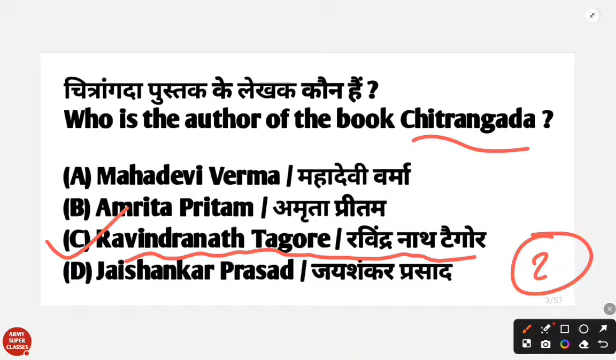 चित्रांगदा पुस्तक के लेखक कौन हैं ?
Who is the author of the book Chitrangada ?
(A) Mahadevi Verma / महादेवी वर्मा
(B) Amrita Pritam / अमृता प्रीतम
(C) Ravindranath Tagore / रविंद्र नाथ टैगोर
(D) Jaishankar Prasad / जयशंकर प्रसाद
2
3/57
ARMY
SUPER
CLASSES